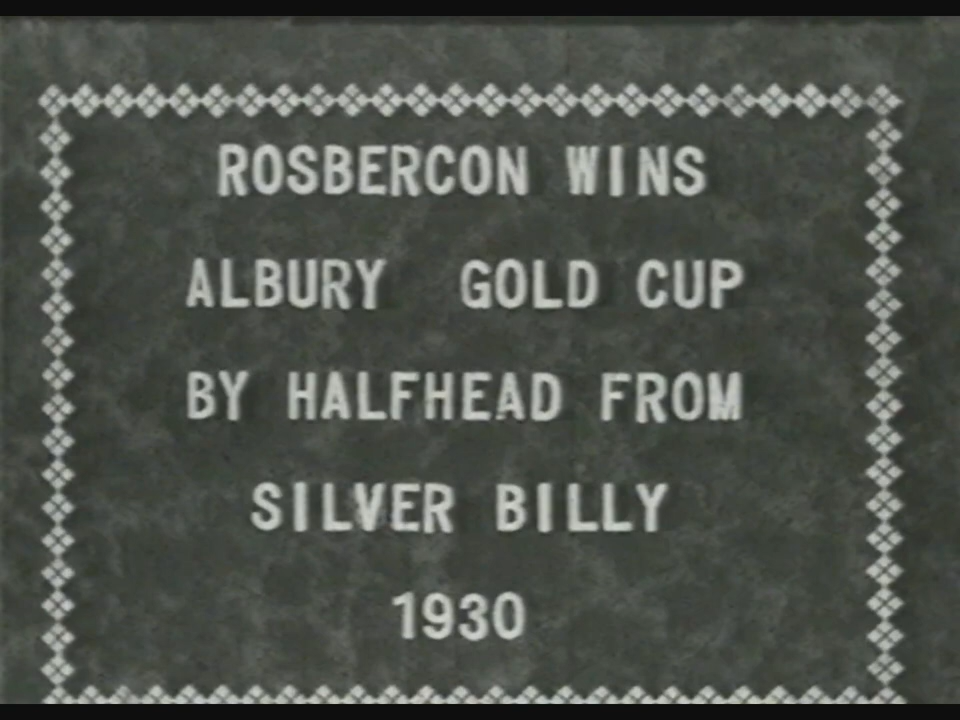 ROSBERCON WINS
ALBURY GOLD CUP
BY HALFHEAD FROM
SILVER BILLY
1930